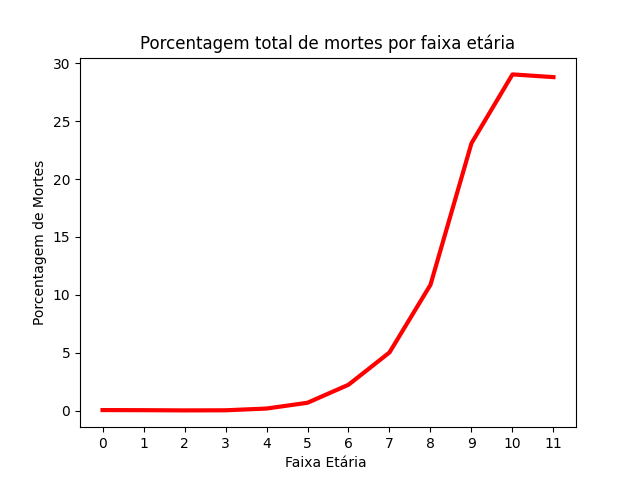 Porcentagem total de mortes por faixa etária
Porcentagem de Mortes
30
25
20
15
10
5
0
0 1 2 3 4 5 6 7 8 9 10 11
Faixa Etária